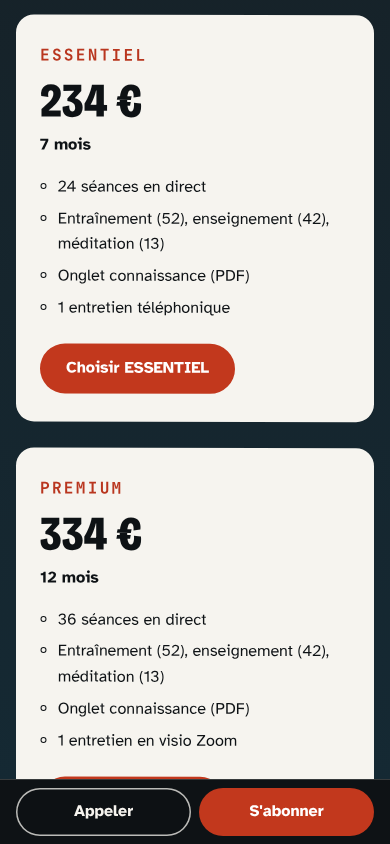 ESSENTIEL
234 €
7 mois
24 séances en direct
Entraînement (52), enseignement (42),
méditation (13)
Onglet connaissance (PDF)
1 entretien téléphonique
Choisir ESSENTIEL
PREMIUM
334 €
12 mois
36 séances en direct
Entraînement (52), enseignement (42),
méditation (13)
Onglet connaissance (PDF)
1 entretien en visio Zoom
Appeler
S'abonner